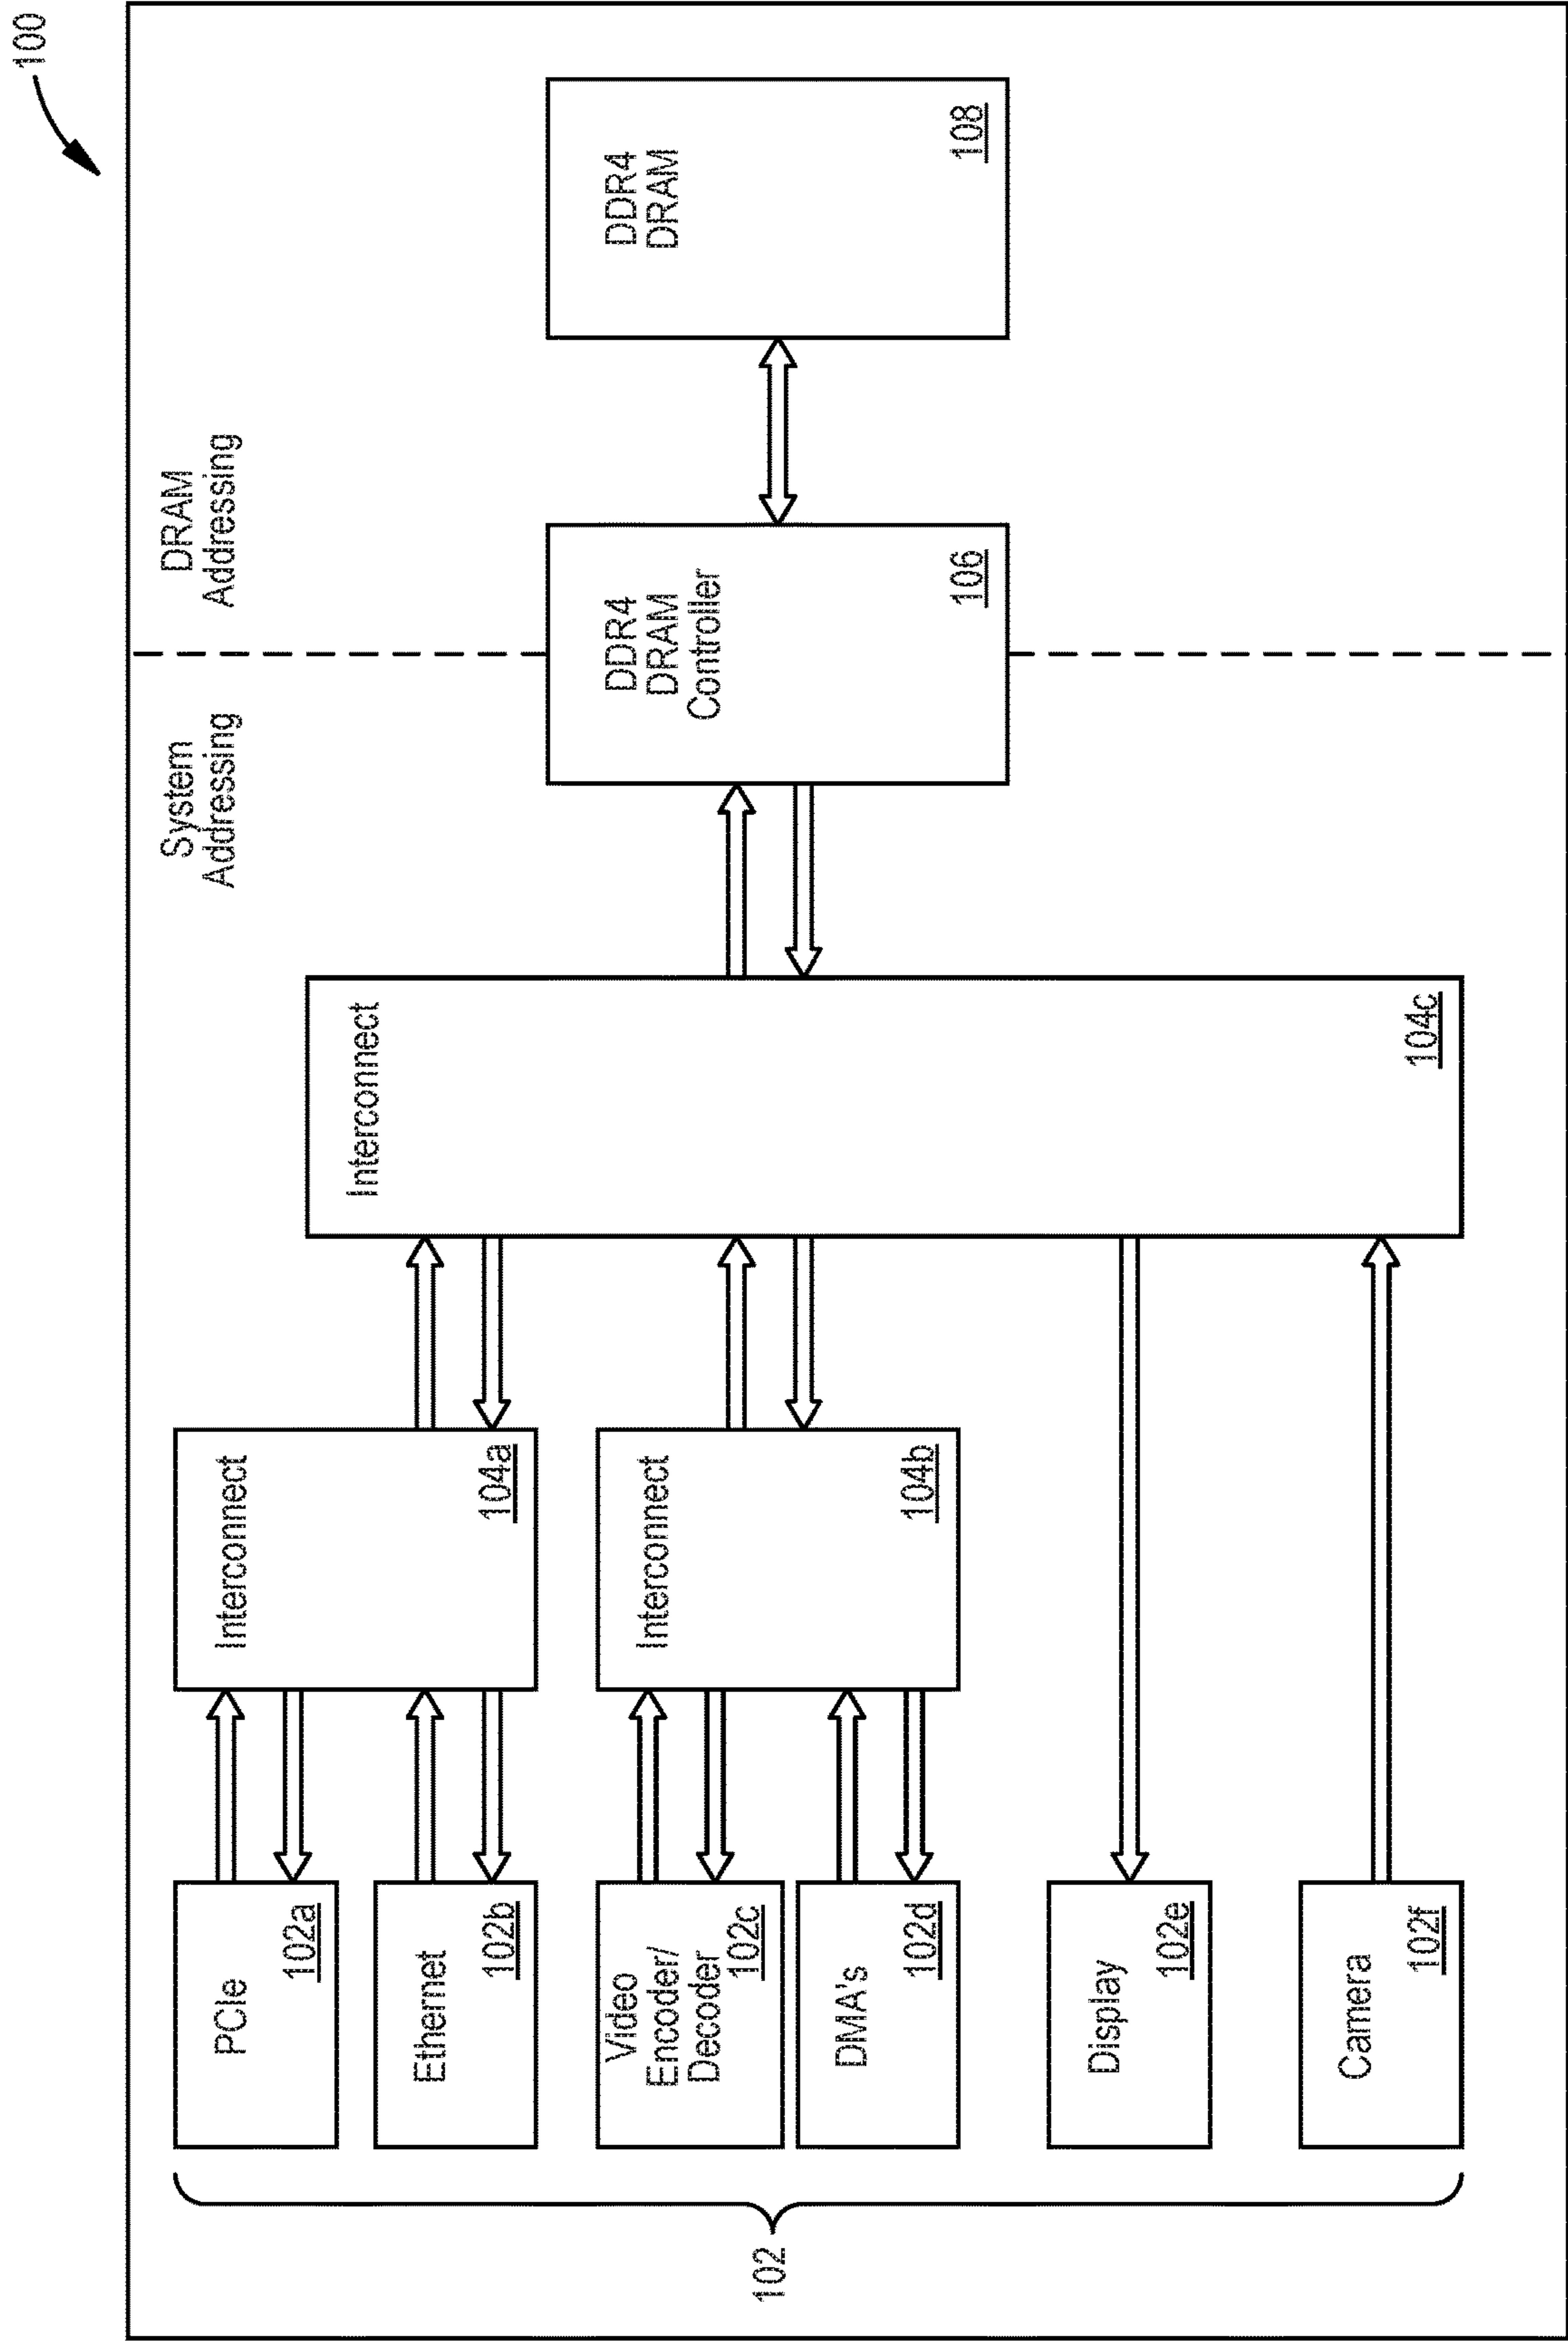 100
System
Addressing
DRAM
Addressing
PCIe
102a
Ethernet
102b
Video
Encoder/
Decoder
102c
DMA's
102d
Display
102e
Camera
102f
102
Interconnect
104a
Interconnect
104b
Interconnect
104c
DDR4
DRAM
Controller
106
DDR4
DRAM
108